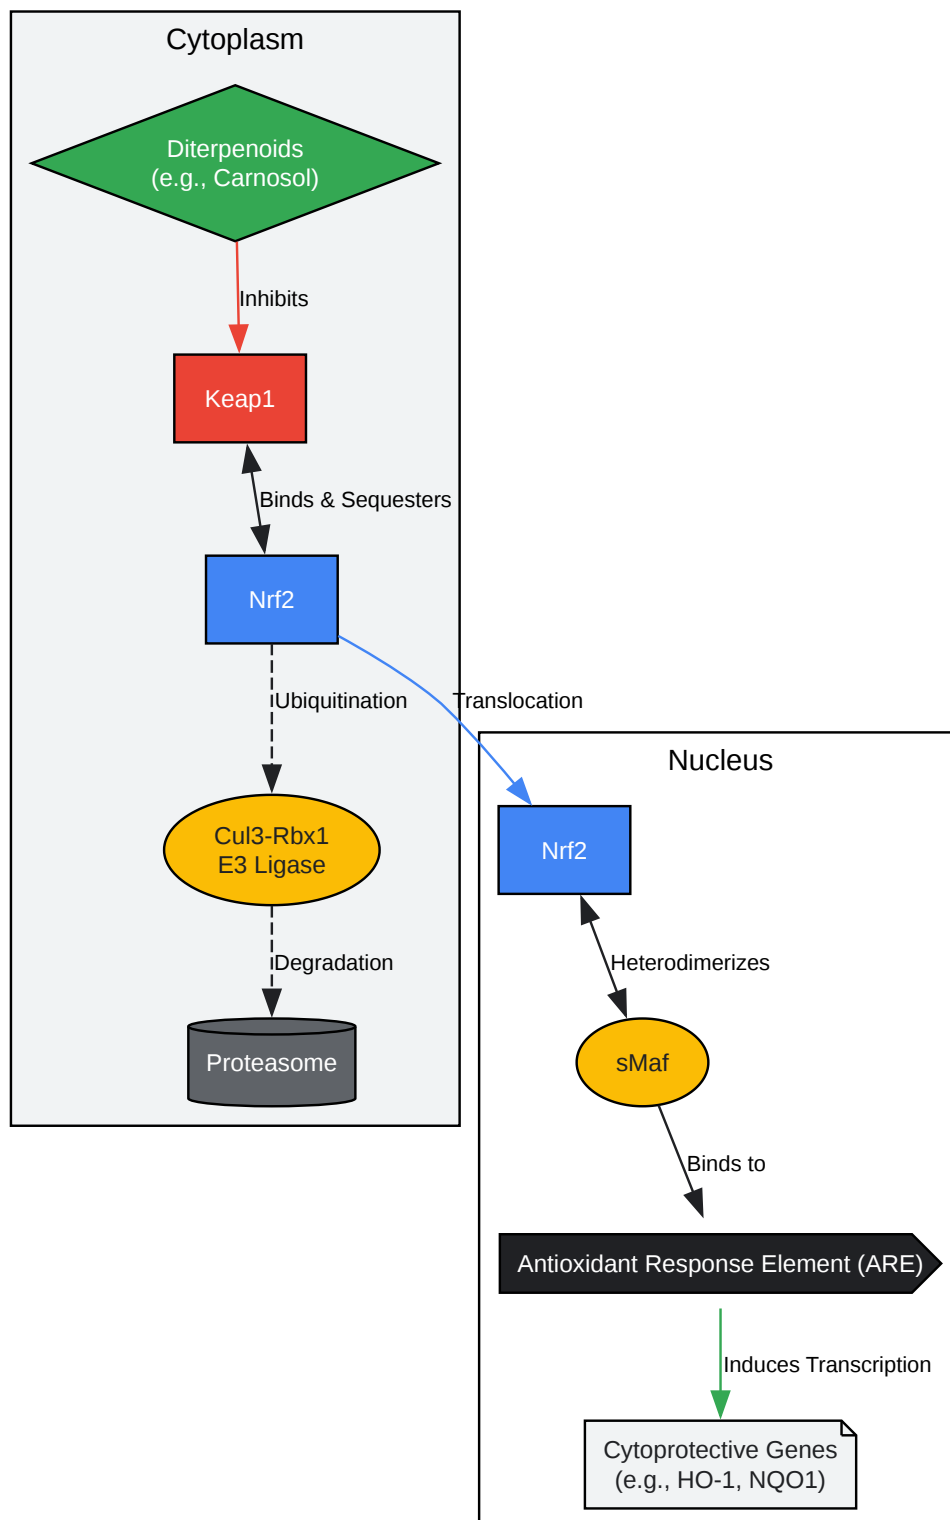 Cytoplasm
Diterpenoids
(e.g., Carnosol)
Inhibits
Keap1
Binds & Sequesters
Nrf2
Ubiquitination
Translocation
Cul3-Rbx1
E3 Ligase
Degradation
Proteasome
Nucleus
Nrf2
Heterodimerizes
sMaf
Binds to
Antioxidant Response Element (ARE)
Induces Transcription
Cytoprotective Genes
(e.g., HO-1, NQO1)